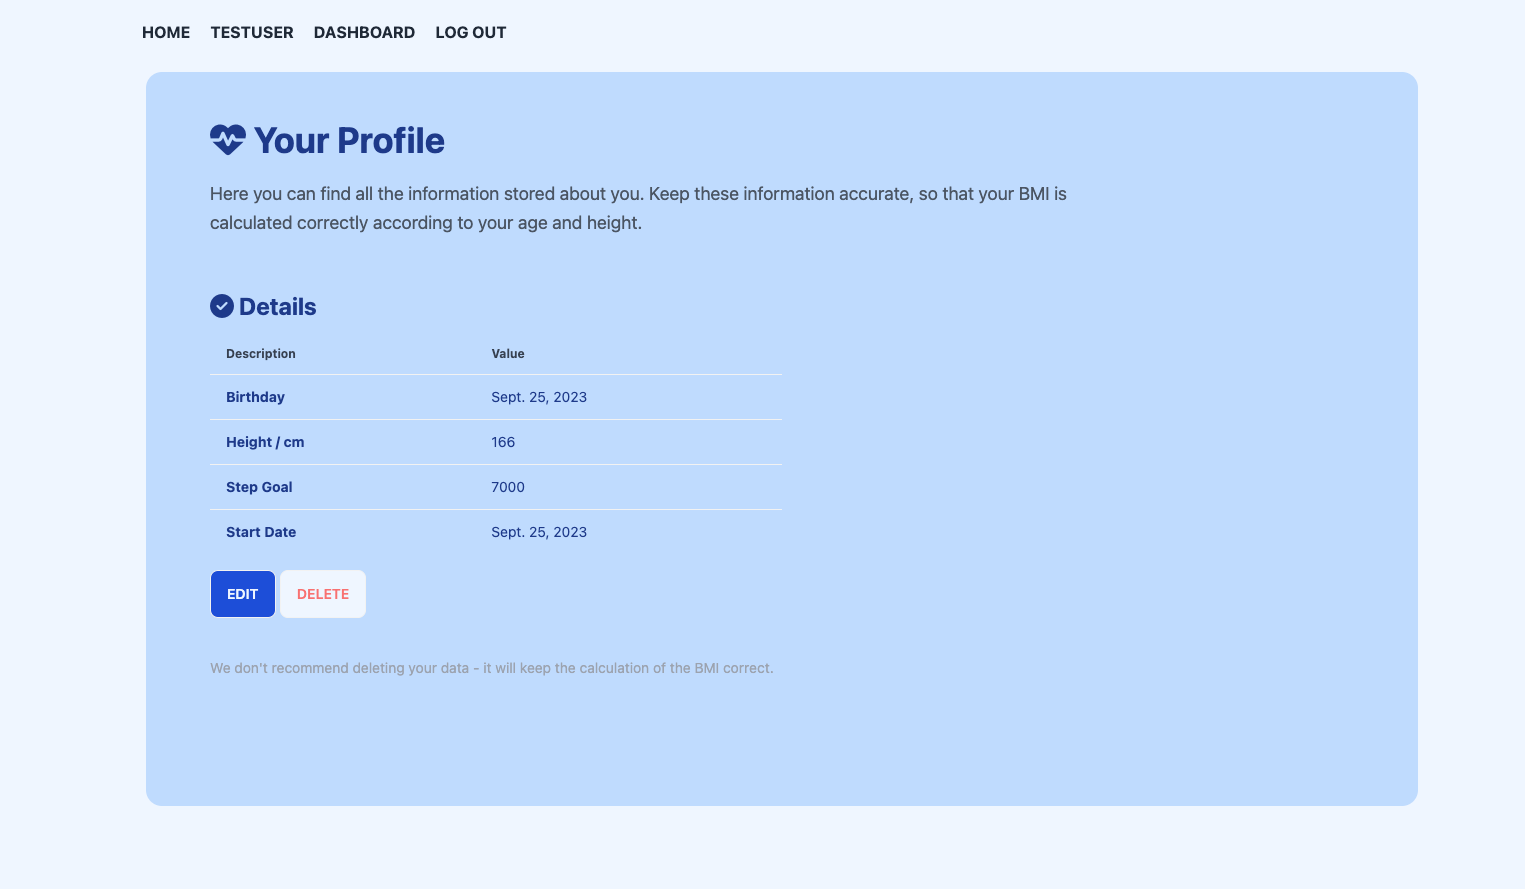 HOME TESTUSER DASHBOARD LOG OUT
Your Profile
Here you can find all the information stored about you. Keep these information accurate, so that your BMI is
calculated correctly according to your age and height.
Details
Description Value
Birthday Sept. 25, 2023
Height / cm 166
Step Goal 7000
Start Date Sept. 25, 2023
EDIT DELETE
We don't recommend deleting your data - it will keep the calculation of the BMI correct.